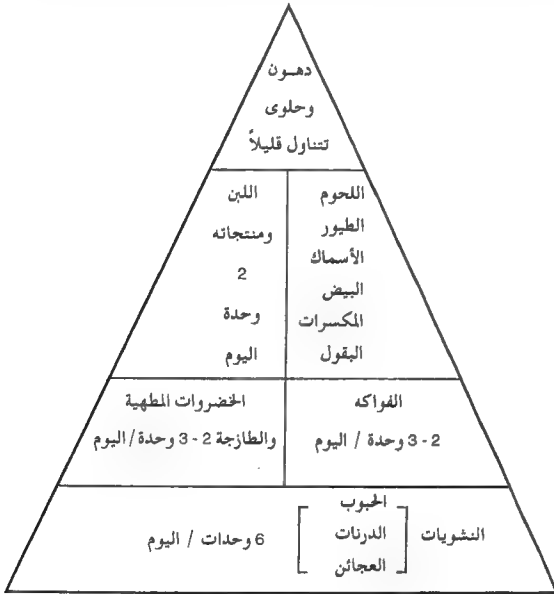 دهــون
وحلوى
تتناول قليلاً
اللحوم
الطيور
الأسماك
البيض
المكسرات
البقول
اللبن
ومنتجاته
2
وحدة
اليوم
الفواكه
2 - 3 وحدة / اليوم
الخضروات المطهية
والطازجة 2 - 3 وحدة/اليوم
النشويات
الحبوب
الدرنات
العجائن
6 وحدات / اليوم